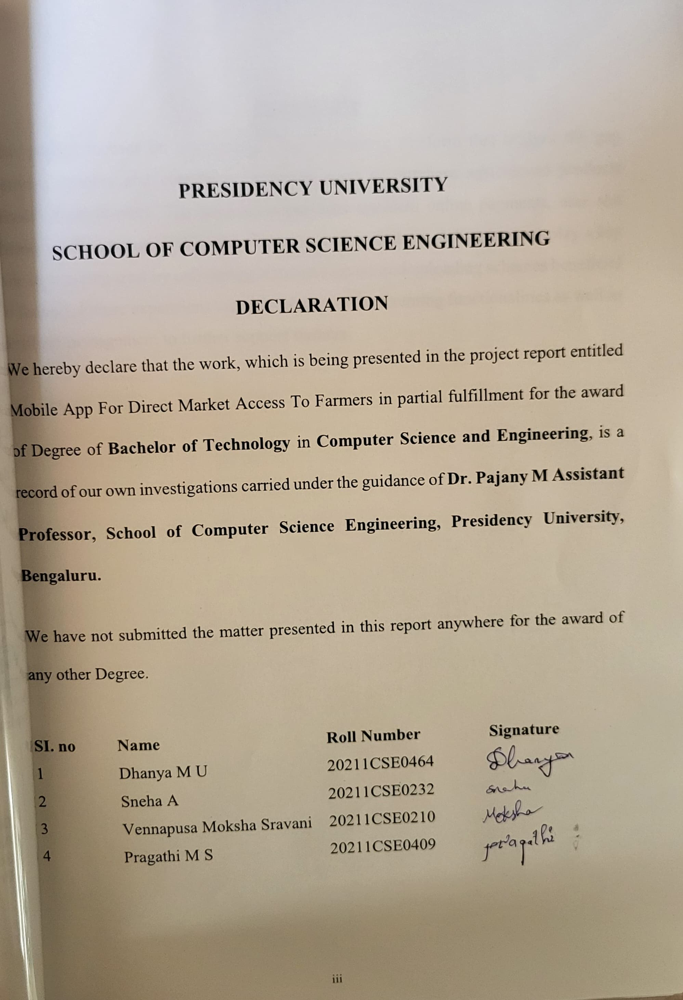 PRESIDENCY UNIVERSITY
SCHOOL OF COMPUTER SCIENCE ENGINEERING
DECLARATION
We hereby declare that the work, which is being presented in the project report entitled
Mobile App For Direct Market Access To Farmers in partial fulfillment for the award
of Degree of Bachelor of Technology in Computer Science and Engineering, is a
record of our own investigations carried under the guidance of Dr. Pajany M Assistant
Professor, School of Computer Science Engineering, Presidency University,
Bengaluru.
We have not submitted the matter presented in this report anywhere for the award of
any other Degree.
SI. no Name Roll Number Signature
1 Dhanya M U 20211CSE0464 Dhanya
2 Sneha A 20211CSE0232 Sneha
3 Vennapusa Moksha Sravani 20211CSE0210 Moksha
4 Pragathi M S 20211CSE0409 pragathi
iii